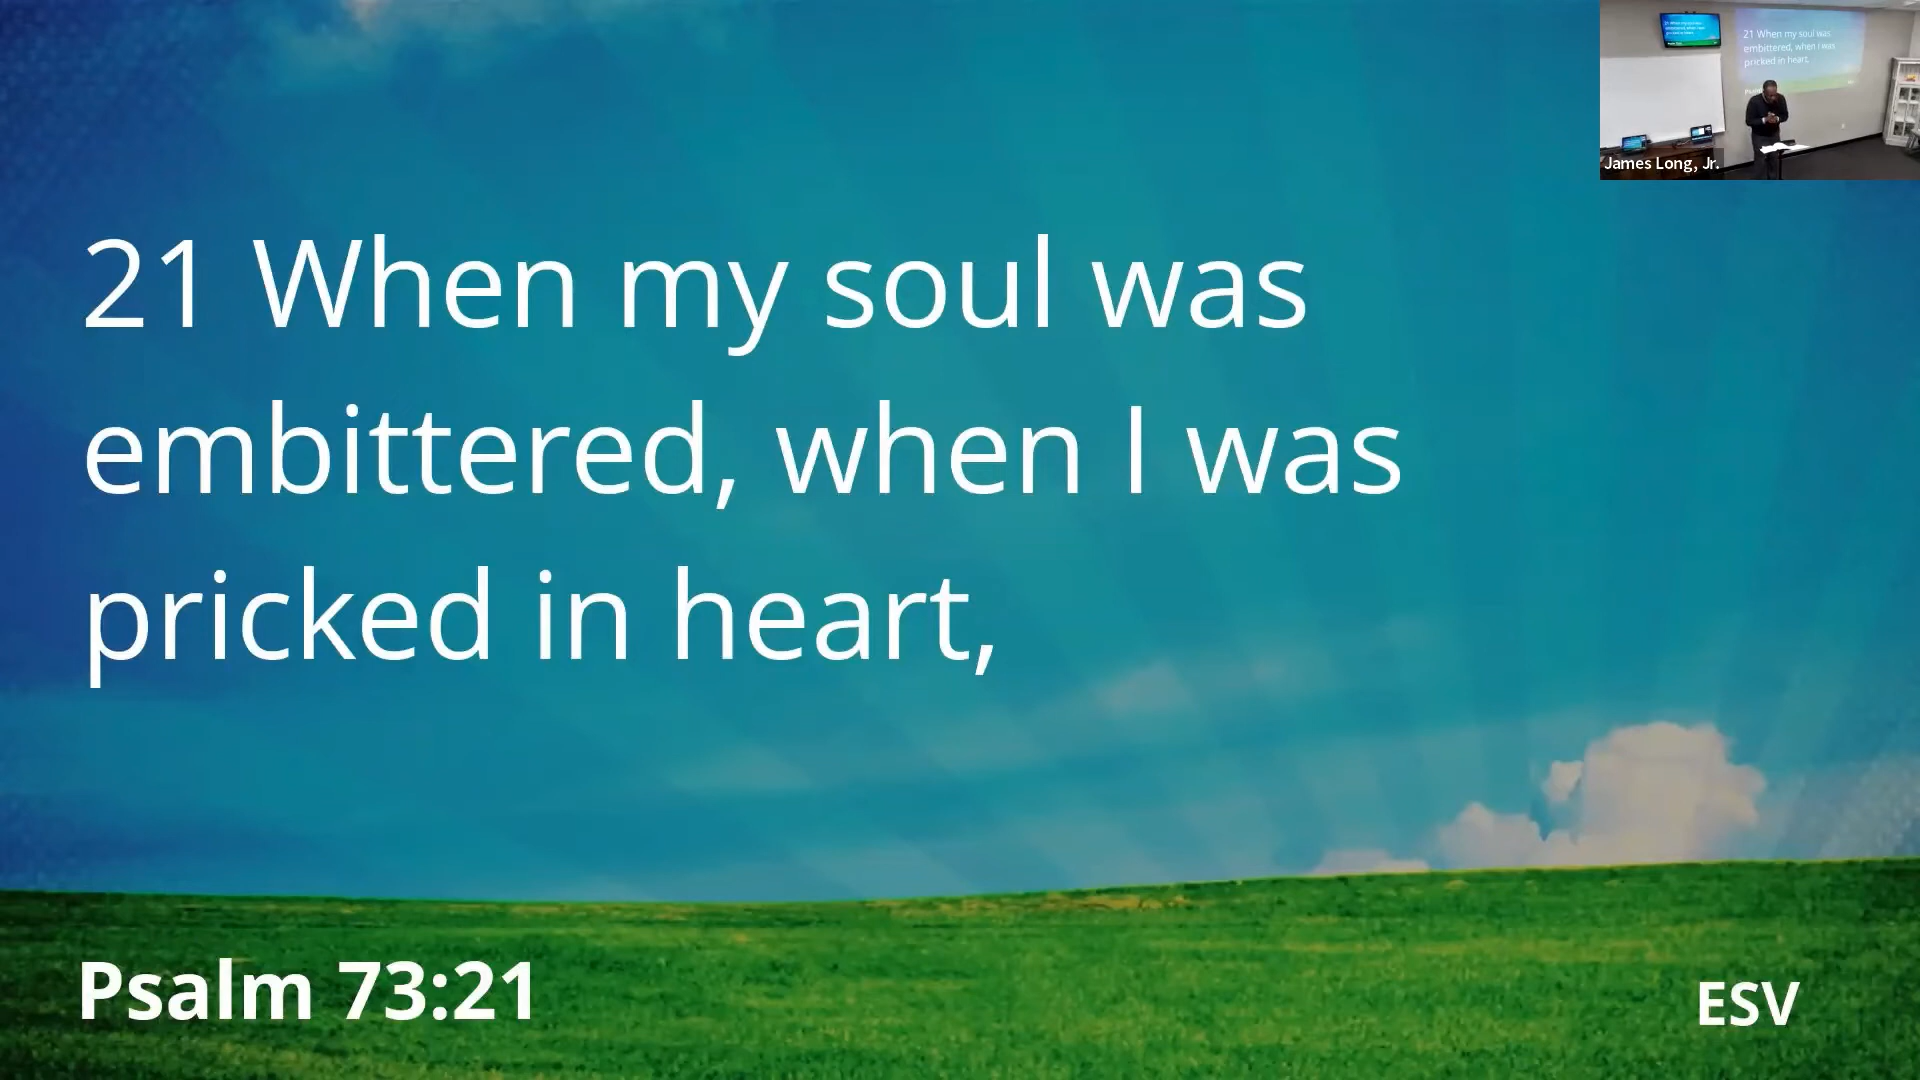 21 When my soul was
embittered, when I was
pricked in heart,
Psalm 73:21
ESV
21 When my soul was
embittered, when I was
pricked in heart,
James Long, Jr.